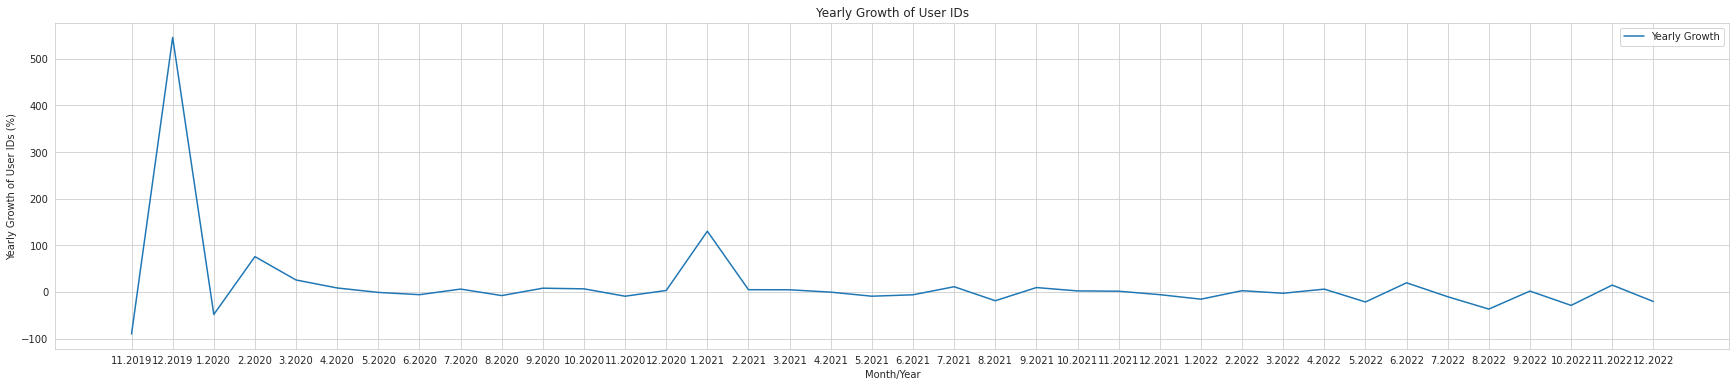 Yearly Growth of User IDs
Yearly Growth
Yearly Growth of User IDs (%)
500
400
300
200
100
0
−100
11.2019 12.2019 1.2020 2.2020 3.2020 4.2020 5.2020 6.2020 7.2020 8.2020 9.2020 10.2020 11.2020 12.2020 1.2021 2.2021 3.2021 4.2021 5.2021 6.2021 7.2021 8.2021 9.2021 10.2021 11.2021 12.2021 1.2022 2.2022 3.2022 4.2022 5.2022 6.2022 7.2022 8.2022 9.2022 10.2022 11.2022 12.2022
Month/Year